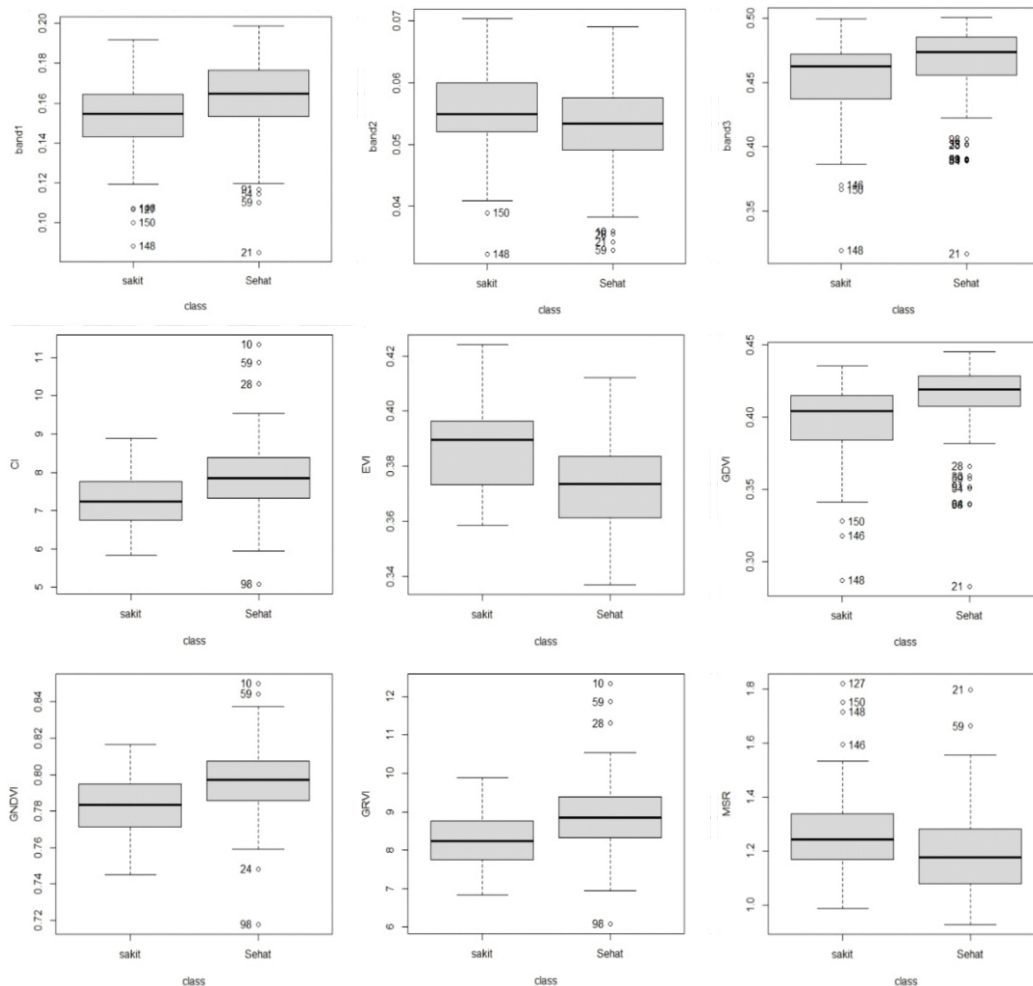 band1
0.20
0.18
0.16
0.14
0.12
0.10
127
150
148
91
54
59
21
sakit
Sehat
class
band2
0.07
0.06
0.05
0.04
150
148
10
21
59
sakit
Sehat
class
band3
0.50
0.45
0.40
0.35
146
150
148
98
21
sakit
Sehat
class
CI
11
10
9
8
7
6
5
10
59
28
98
sakit
Sehat
class
EVI
0.42
0.40
0.38
0.36
0.34
sakit
Sehat
class
GDVI
0.45
0.40
0.35
0.30
150
146
148
28
21
sakit
Sehat
class
GNDVI
0.84
0.82
0.80
0.78
0.76
0.74
0.72
10
59
24
98
sakit
Sehat
class
GRVI
12
11
10
9
8
7
6
10
59
28
98
sakit
Sehat
class
MSR
1.8
1.6
1.4
1.2
1.0
127
150
148
146
21
59
sakit
Sehat
class